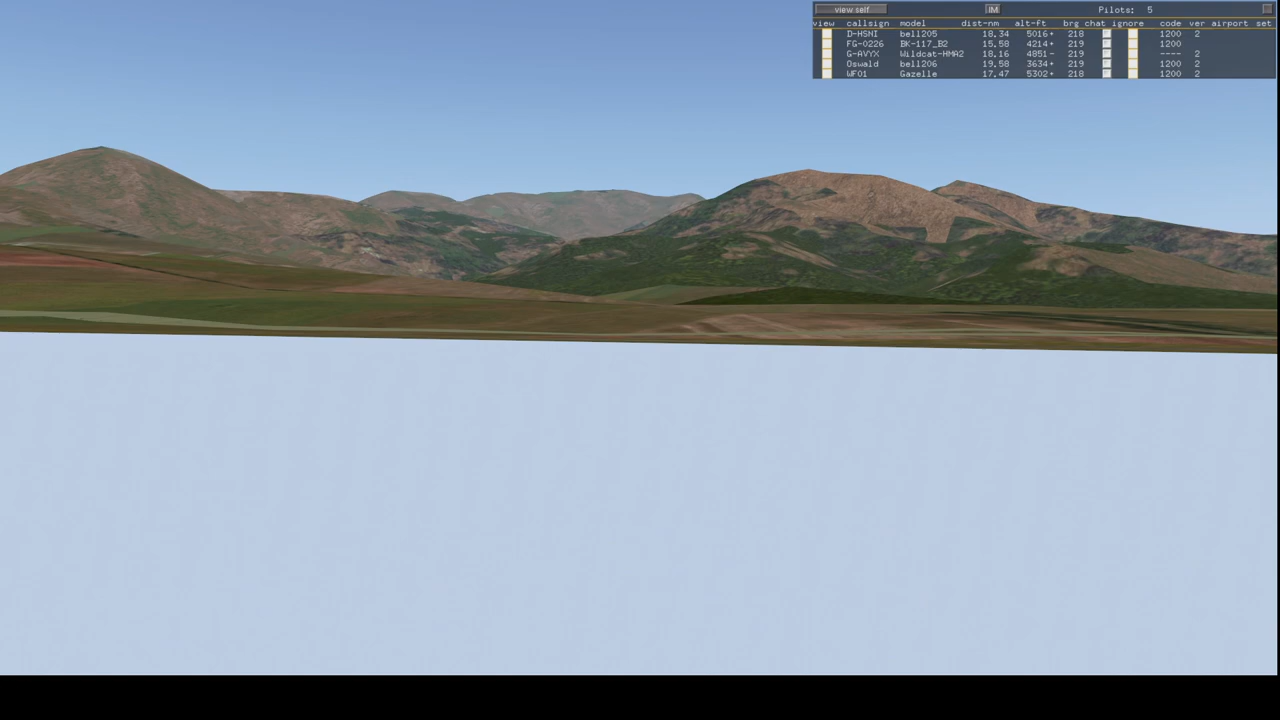 view self IM Pilots: 5
view callsign model dist-nm alt-ft brg chat ignore code ver airport set
D-HSNI bell205 18.34 5016+ 218 1200 2
FG-0226 BK-117_B2 15.58 4214+ 219 1200
G-AVYX Wildcat-HMA2 18.16 4851- 219 ---- 2
Oswald bell206 19.58 3634+ 219 1200 2
WF01 Gazelle 17.47 5302+ 218 1200 2